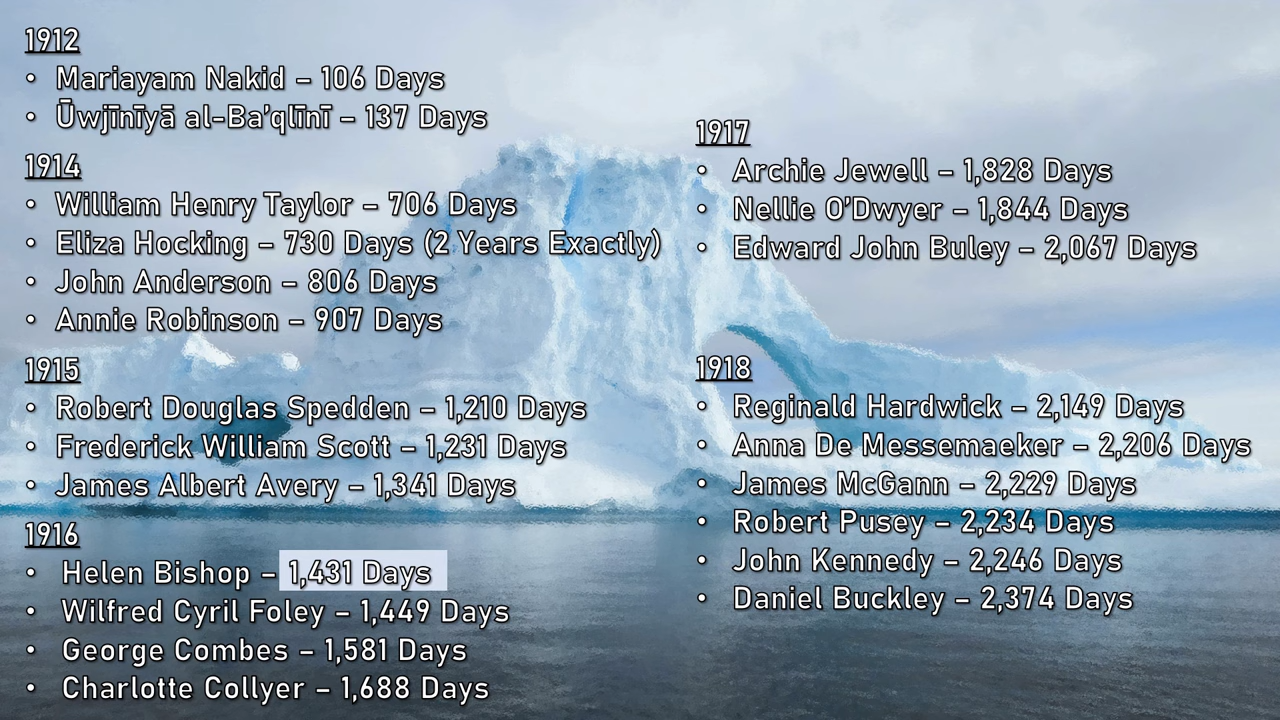 1912
• Mariayam Nakid – 106 Days
• Ūwjīnīyā al-Ba'qlīnī – 137 Days
1914
• William Henry Taylor – 706 Days
• Eliza Hocking – 730 Days (2 Years Exactly)
• John Anderson – 806 Days
• Annie Robinson – 907 Days
1915
• Robert Douglas Spedden – 1,210 Days
• Frederick William Scott – 1,231 Days
• James Albert Avery – 1,341 Days
1916
• Helen Bishop – 1,431 Days
• Wilfred Cyril Foley – 1,449 Days
• George Combes – 1,581 Days
• Charlotte Collyer – 1,688 Days
1917
• Archie Jewell – 1,828 Days
• Nellie O'Dwyer – 1,844 Days
• Edward John Buley – 2,067 Days
1918
• Reginald Hardwick – 2,149 Days
• Anna De Messemaeker – 2,206 Days
• James McGann – 2,229 Days
• Robert Pusey – 2,234 Days
• John Kennedy – 2,246 Days
• Daniel Buckley – 2,374 Days